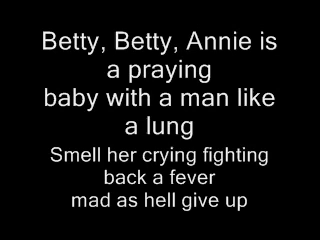 Betty, Betty, Annie is
a praying
baby with a man like
a lung
Smell her crying fighting
back a fever
mad as hell give up